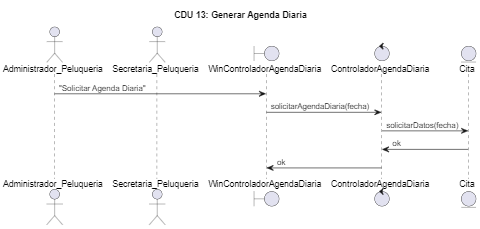 CDU 13: Generar Agenda Diaria
Administrador_Peluqueria Secretaria_Peluqueria WinControladorAgendaDiaria ControladorAgendaDiaria Cita
"Solicitar Agenda Diaria"
solicitarAgendaDiaria(fecha)
solicitarDatos(fecha)
ok
ok
Administrador_Peluqueria Secretaria_Peluqueria WinControladorAgendaDiaria ControladorAgendaDiaria Cita